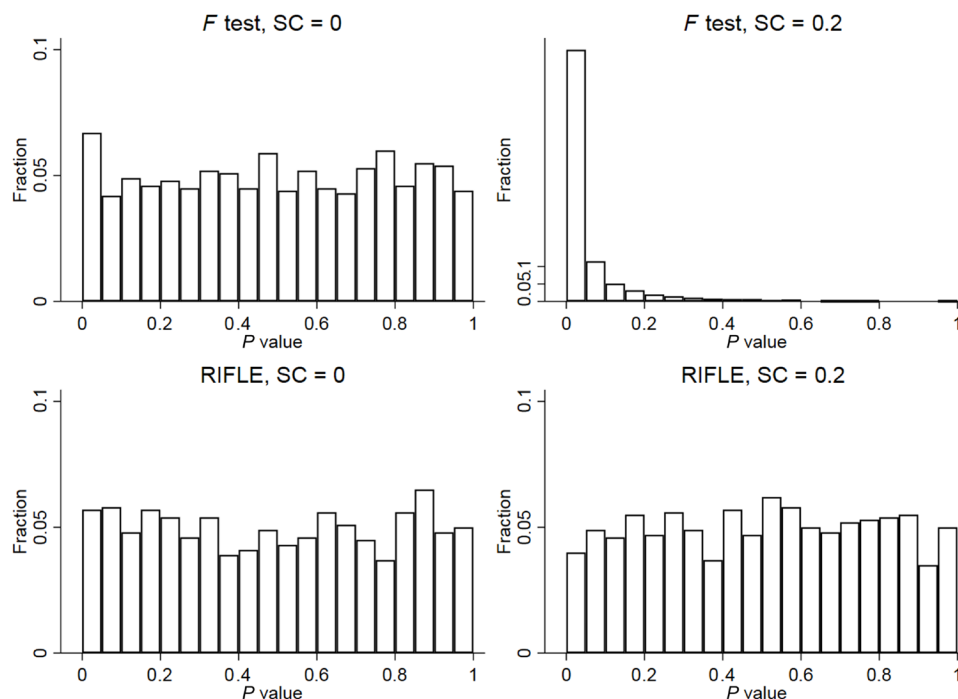 F test, SC = 0
0.1
0.05
0
Fraction
0 0.2 0.4 0.6 0.8 1
P value
F test, SC = 0.2
0.1
0.05
0
Fraction
0 0.2 0.4 0.6 0.8 1
P value
RIFLE, SC = 0
0.1
0.05
0
Fraction
0 0.2 0.4 0.6 0.8 1
P value
RIFLE, SC = 0.2
0.1
0.05
0
Fraction
0 0.2 0.4 0.6 0.8 1
P value